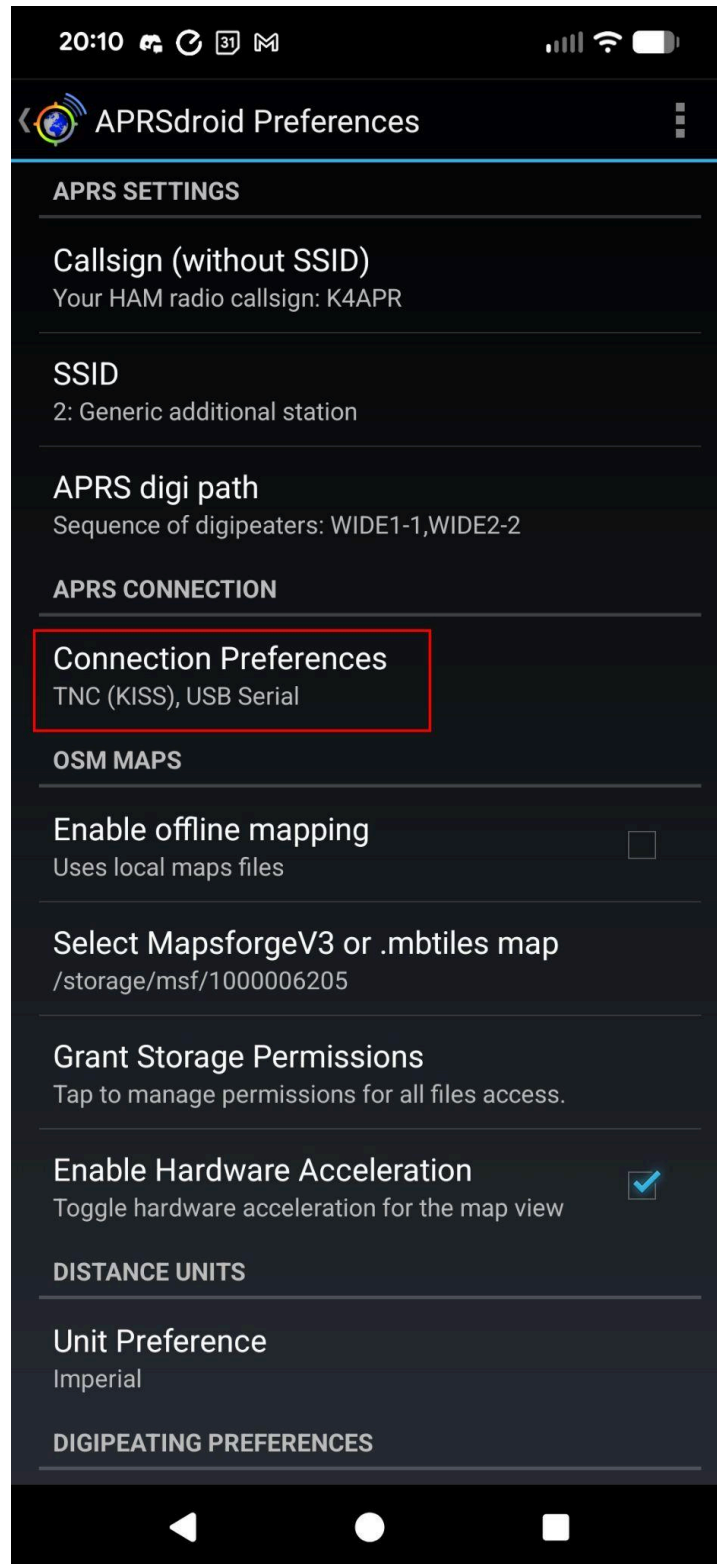 20:10 31
APRSdroid Preferences
APRS SETTINGS
Callsign (without SSID)
Your HAM radio callsign: K4APR
SSID
2: Generic additional station
APRS digi path
Sequence of digipeaters: WIDE1-1,WIDE2-2
APRS CONNECTION
Connection Preferences
TNC (KISS), USB Serial
OSM MAPS
Enable offline mapping
Uses local maps files
Select MapsforgeV3 or .mbtiles map
/storage/msf/1000006205
Grant Storage Permissions
Tap to manage permissions for all files access.
Enable Hardware Acceleration
Toggle hardware acceleration for the map view
DISTANCE UNITS
Unit Preference
Imperial
DIGIPEATING PREFERENCES